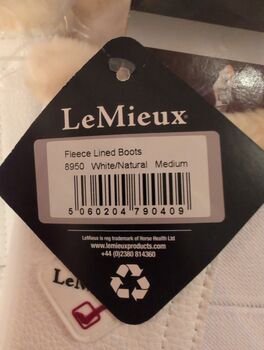 LeMieux®
Fleece Lined Boots
8950 White/Natural Medium
5 060204 790409
LeMieux is reg trademark of Horse Health Ltd
www.lemieuxproducts.com
+44 (0)2380 814360
LeM